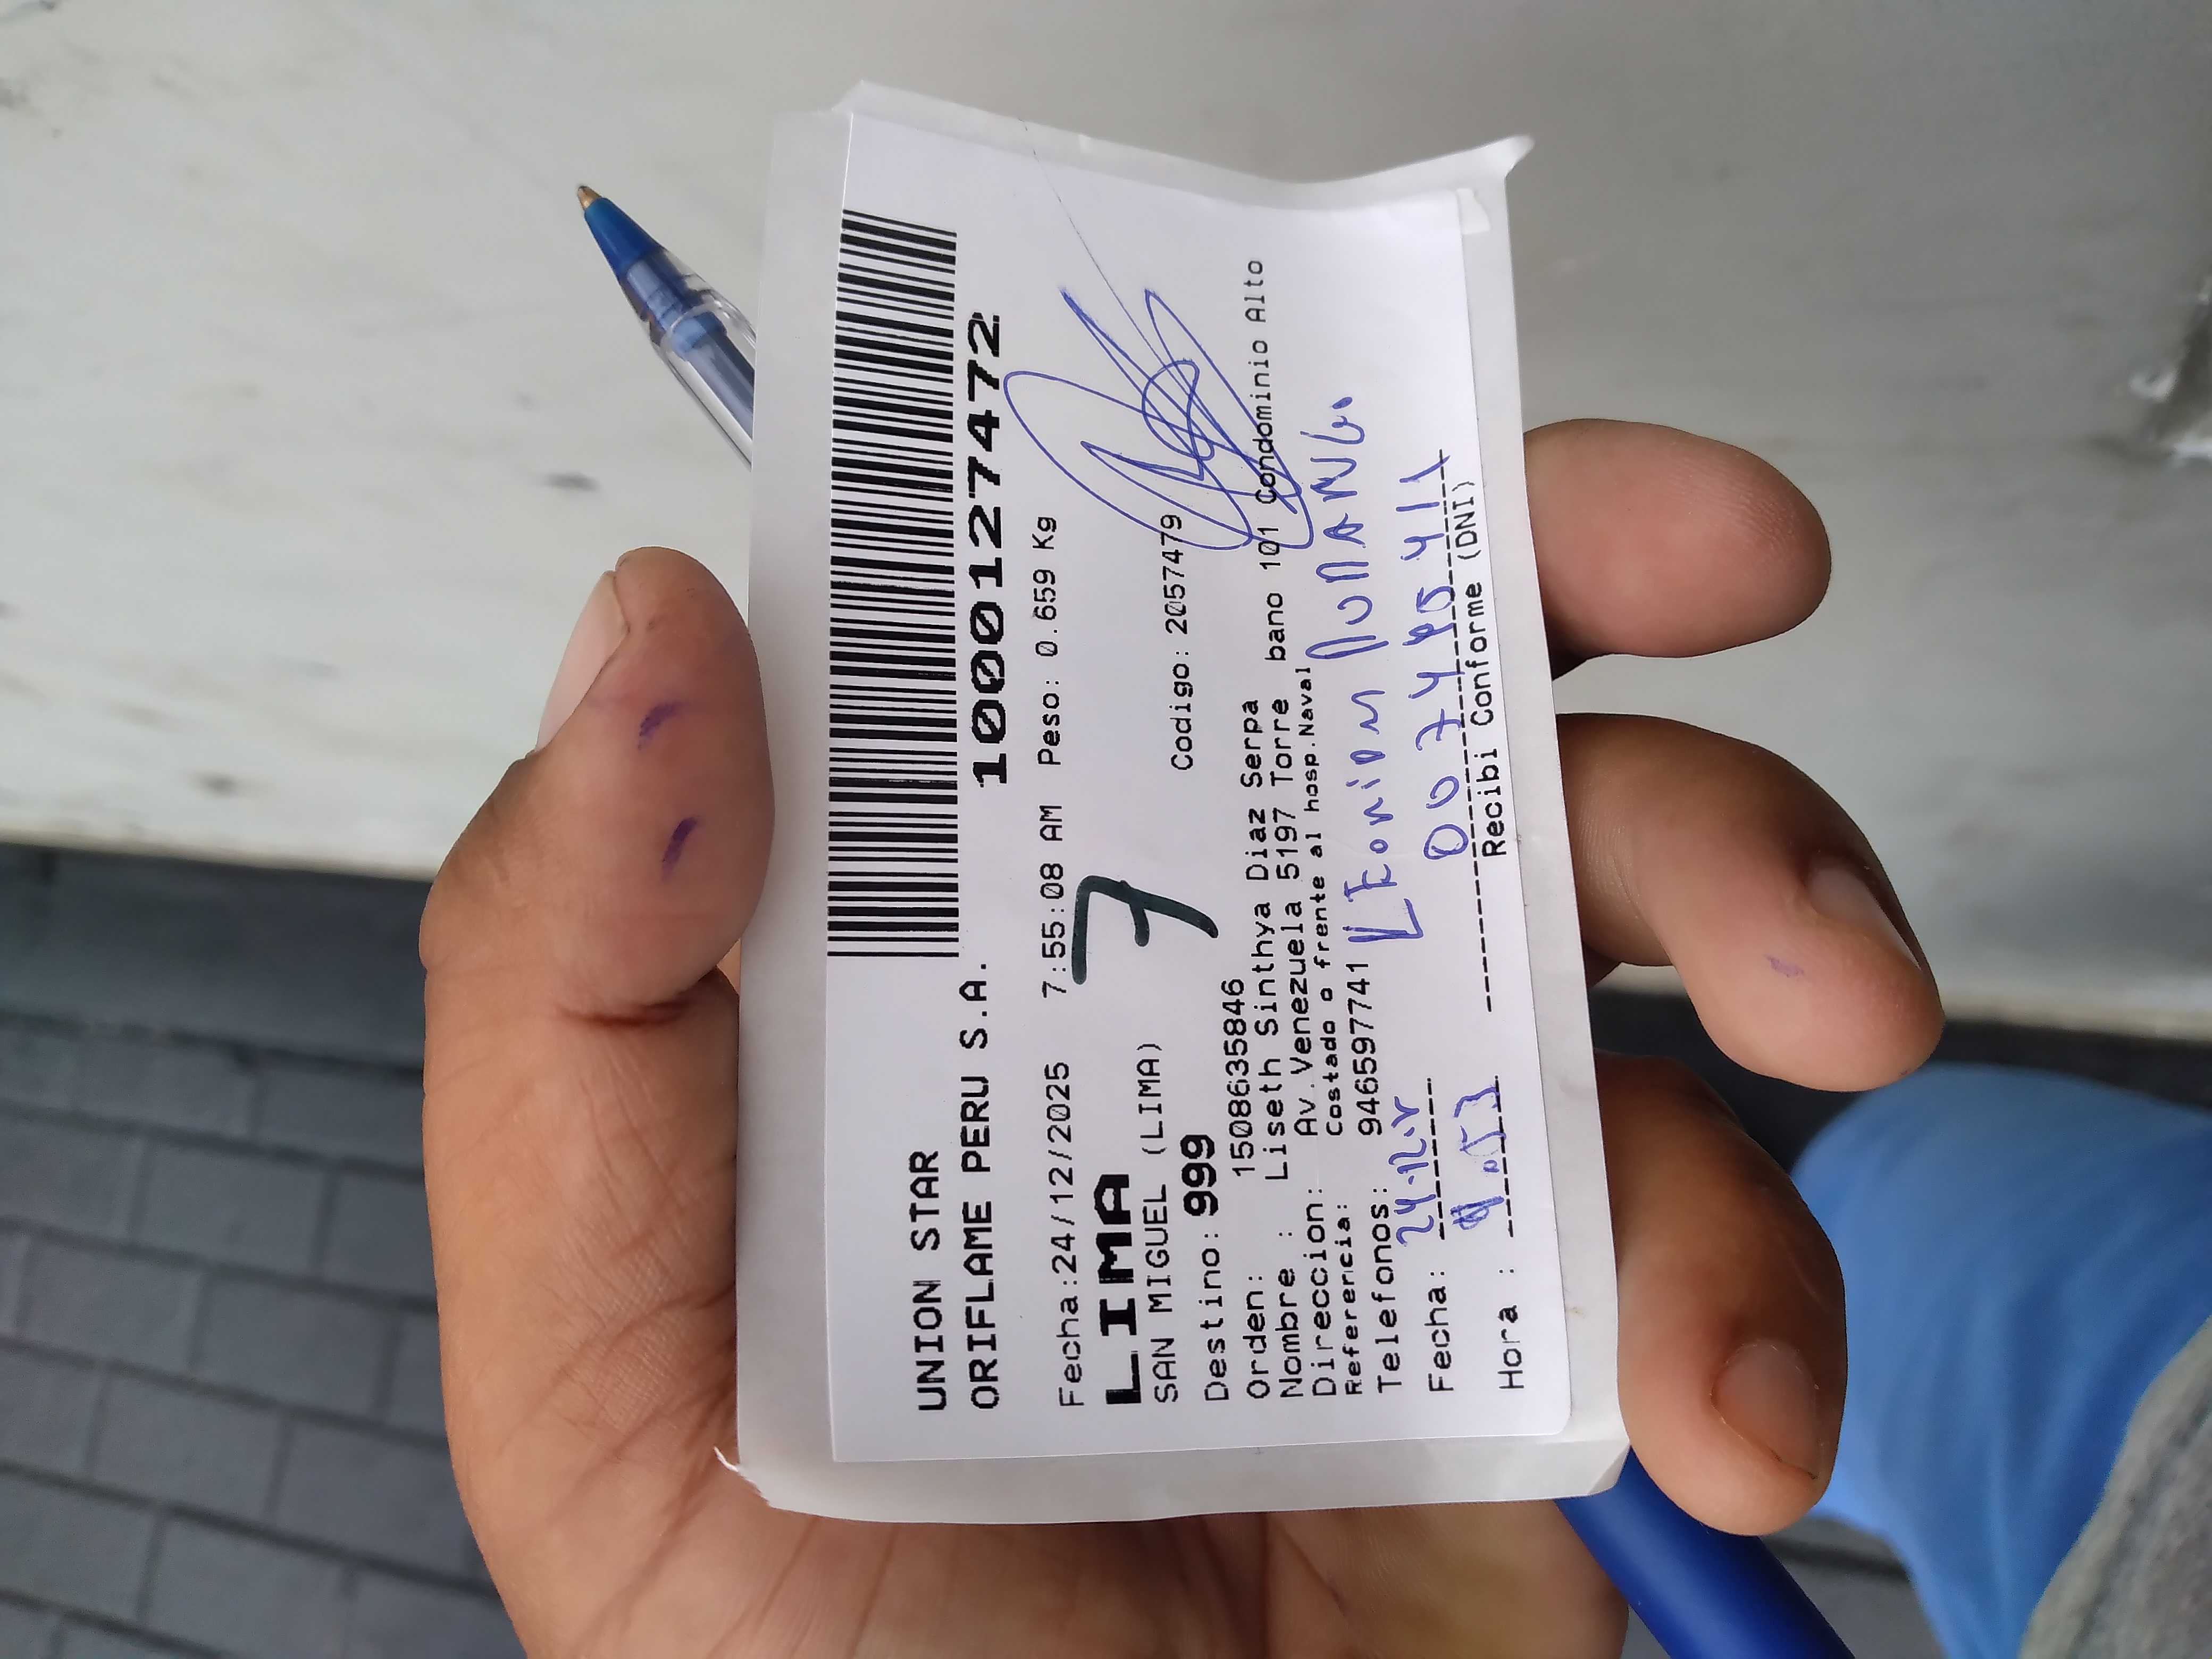 UNION STAR
ORIFLAME PERU S.A.
1000127472
Fecha:24/12/2025 7:55:08 AM Peso: 0.659 Kg
LIMA
7
SAN MIGUEL (LIMA)
Codigo: 2057479
Destino: 999
Orden: 1508635846
Nombre : Liseth Sinthya Diaz Serpa
Direccion: Av.Venezuela 5197 Torre bano 101 Condominio Alto
Referencia: Costado o frente al hosp.Naval
Telefonos: 946597741
Fecha: 24.12.
Hora :
Recibi Conforme (DNI)